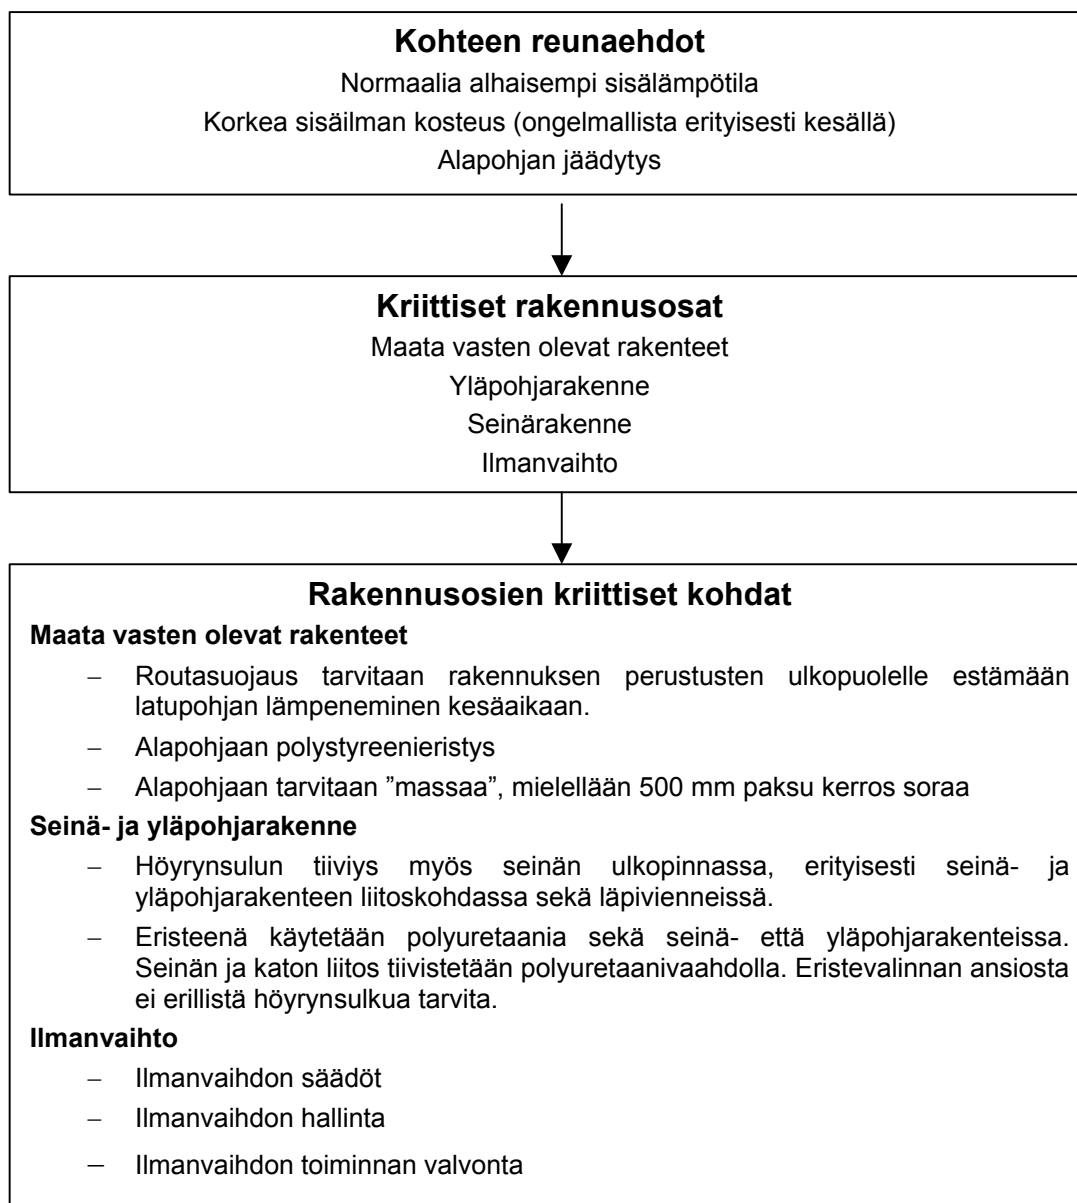 Kohteen reunaehdot
Normaalia alhaisempi sisälämpötila
Korkea sisäilman kosteus (ongelmallista erityisesti kesällä)
Alapohjan jäädytys
Kriittiset rakennusosat
Maata vasten olevat rakenteet
Yläpohjarakenne
Seinärakenne
Ilmanvaihto
Rakennusosien kriittiset kohdat
Maata vasten olevat rakenteet
– Routasuojaus tarvitaan rakennuksen perustusten ulkopuolelle estämään
latupohjan lämpeneminen kesäaikaan.
– Alapohjaan polystyreenieristys
– Alapohjaan tarvitaan ”massaa”, mielellään 500 mm paksu kerros soraa
Seinä- ja yläpohjarakenne
– Höyrynsulun tiiviys myös seinän ulkopinnassa, erityisesti seinä- ja
yläpohjarakenteen liitoskohdassa sekä läpivienneissä.
– Eristeenä käytetään polyuretaania sekä seinä- että yläpohjarakenteissa.
Seinän ja katon liitos tiivistetään polyuretaanivaahdolla. Eristevalinnan ansiosta
ei erillistä höyrynsulkua tarvita.
Ilmanvaihto
– Ilmanvaihdon säädöt
– Ilmanvaihdon hallinta
– Ilmanvaihdon toiminnan valvonta